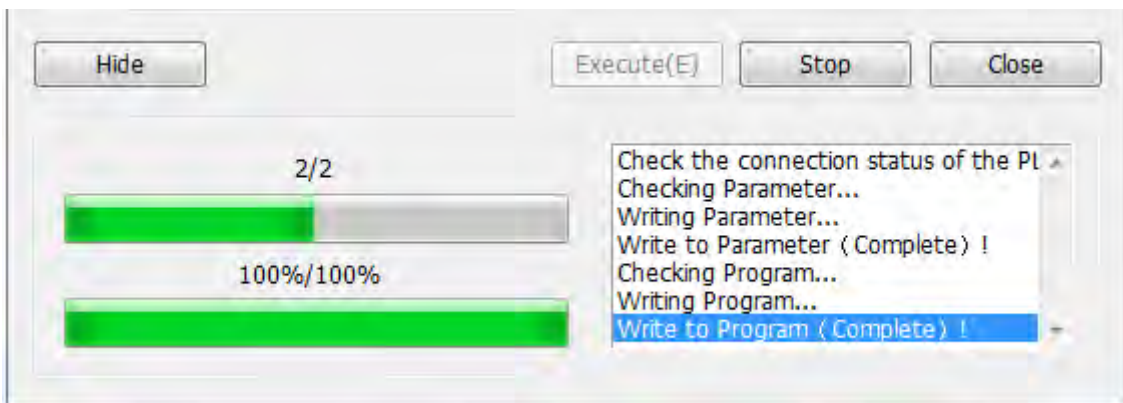 Hide
Execute(E)
Stop
Close
2/2
100%/100%
Check the connection status of the
Checking Parameter...
Writing Parameter...
Write to Parameter (Complete) !
Checking Program...
Writing Program...
Write to Program (Complete) !